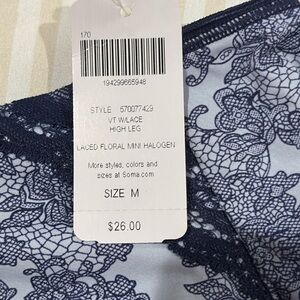 170
194299665948
STYLE 570077429
VT W/LACE
HIGH LEG
LACED FLORAL MINI HALOGEN
More styles, colors and
sizes at Soma.com
SIZE M
$26.00